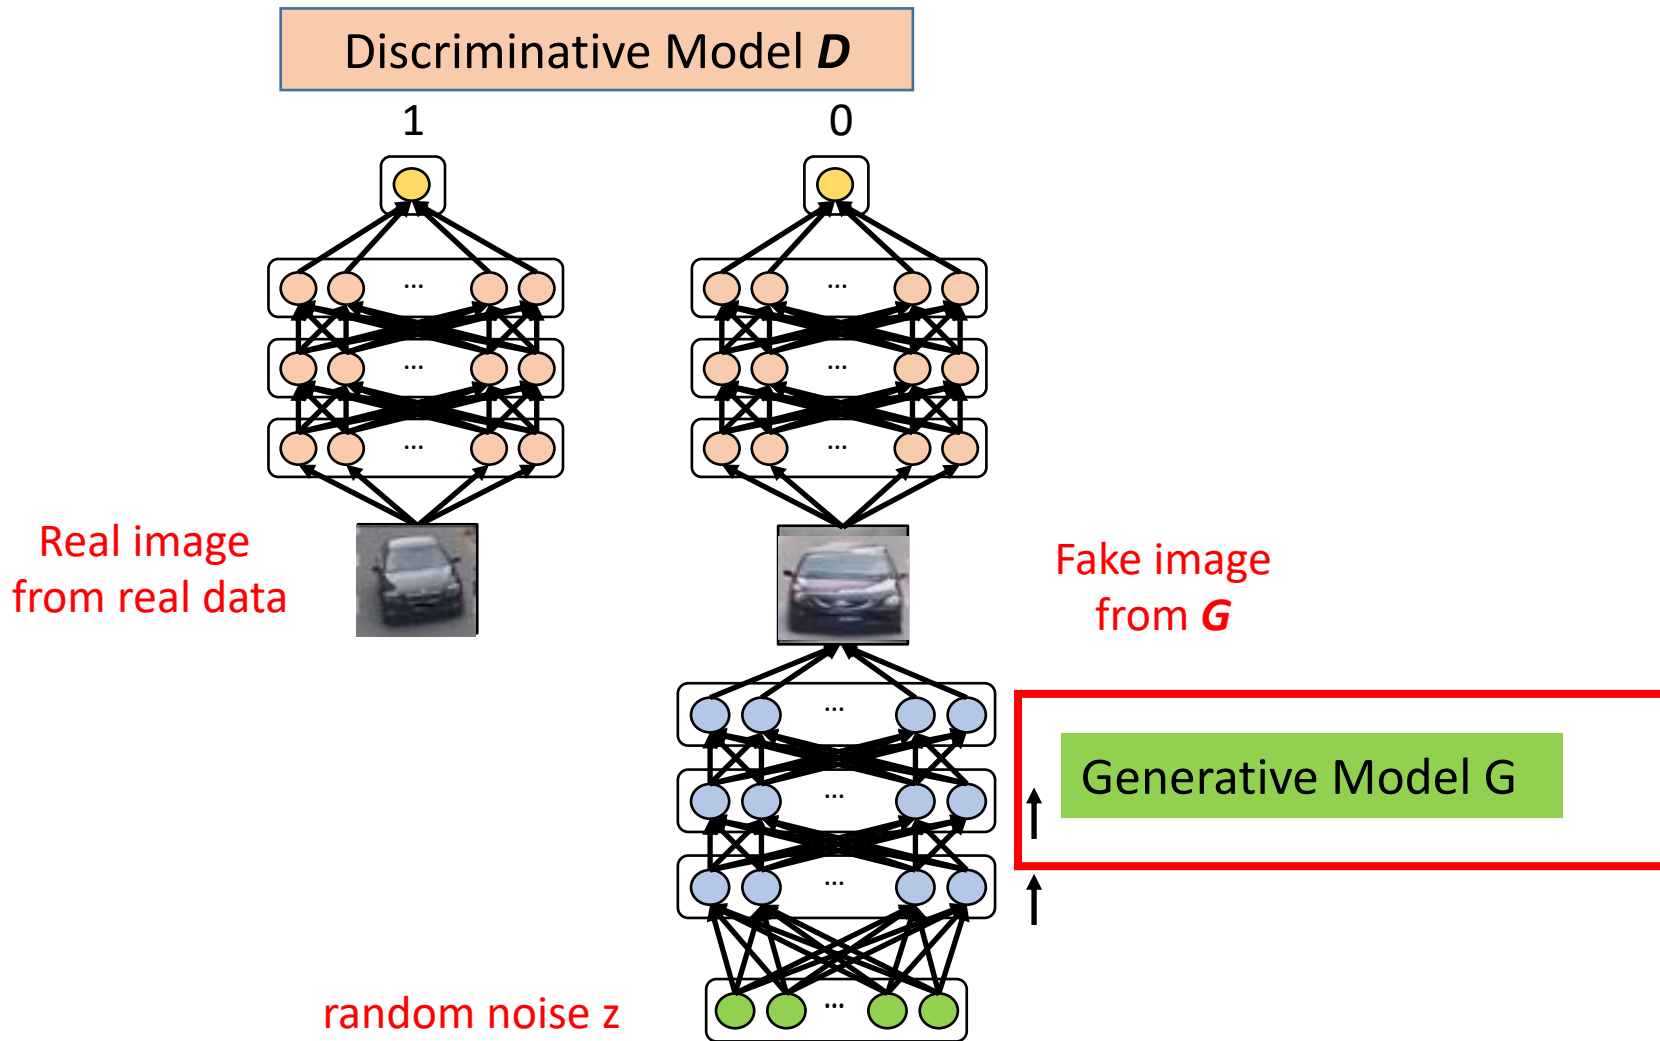 Discriminative Model D
1
0
...
...
...
...
...
...
Real image
from real data
Fake image
from G
...
...
...
Generative Model G
random noise z
...